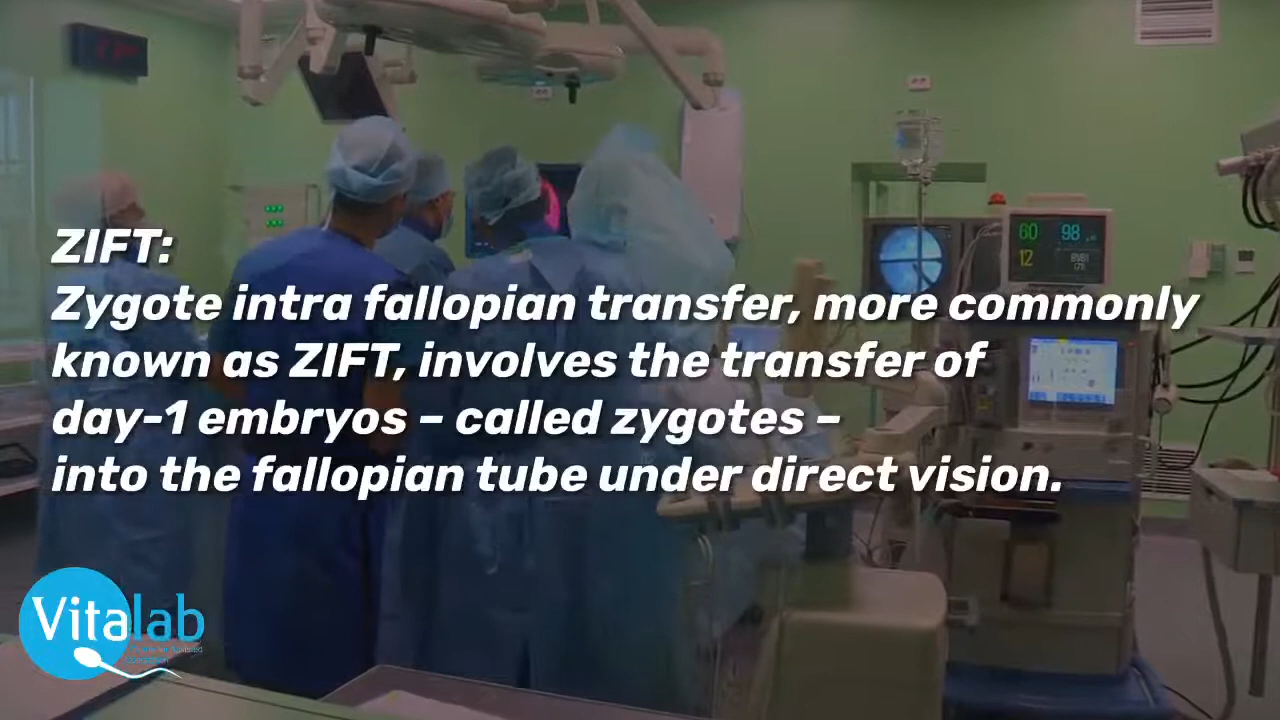 ZIFT:
Zygote intra fallopian transfer, more commonly
known as ZIFT, involves the transfer of
day-1 embryos – called zygotes –
into the fallopian tube under direct vision.
60 98
12
Vitalab